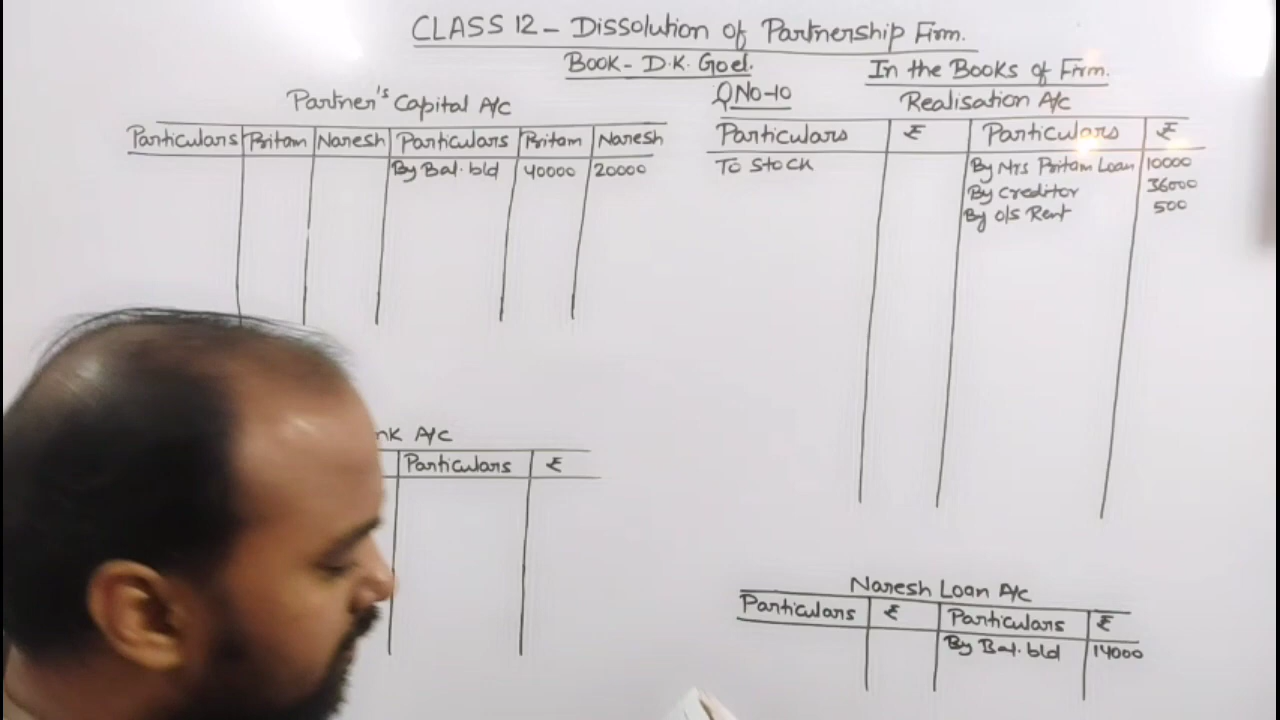 CLASS 12 - Dissolution of Partnership Firm.
Book - D.K. Goel.
In the Books of Firm.
Partner's Capital A/c
Particulars Pritam Naresh Particulars Pritam Naresh
By Bal. b/d 40000 20000
QNo-10
Realisation A/c
Particulars ₹ Particulars ₹
To Stock By Mrs Pritam Loan 10000
By Creditor 36000
By O/s Rent 500
nk A/c
Particulars ₹
Naresh Loan A/c
Particulars ₹ Particulars ₹
By Bal. b/d 14000